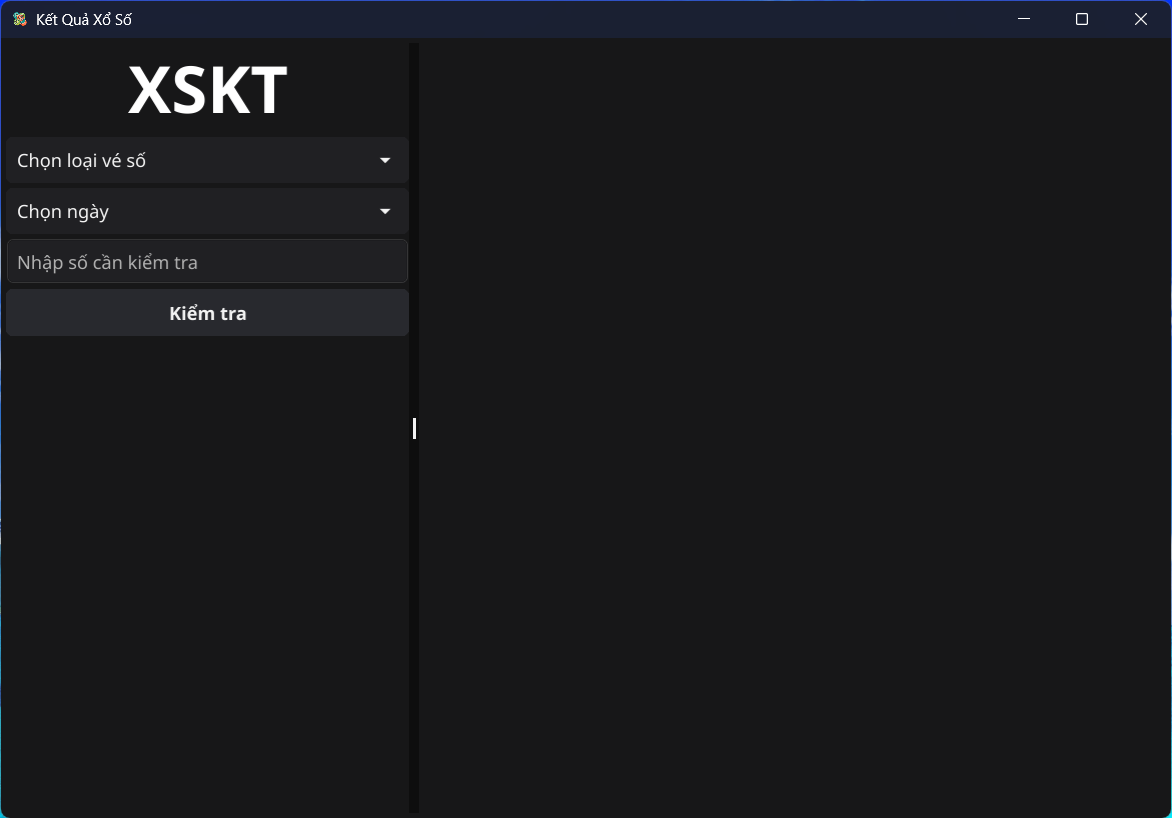 Kết Quả Xổ Số
XSKT
Chọn loại vé số
Chọn ngày
Nhập số cần kiểm tra
Kiểm tra